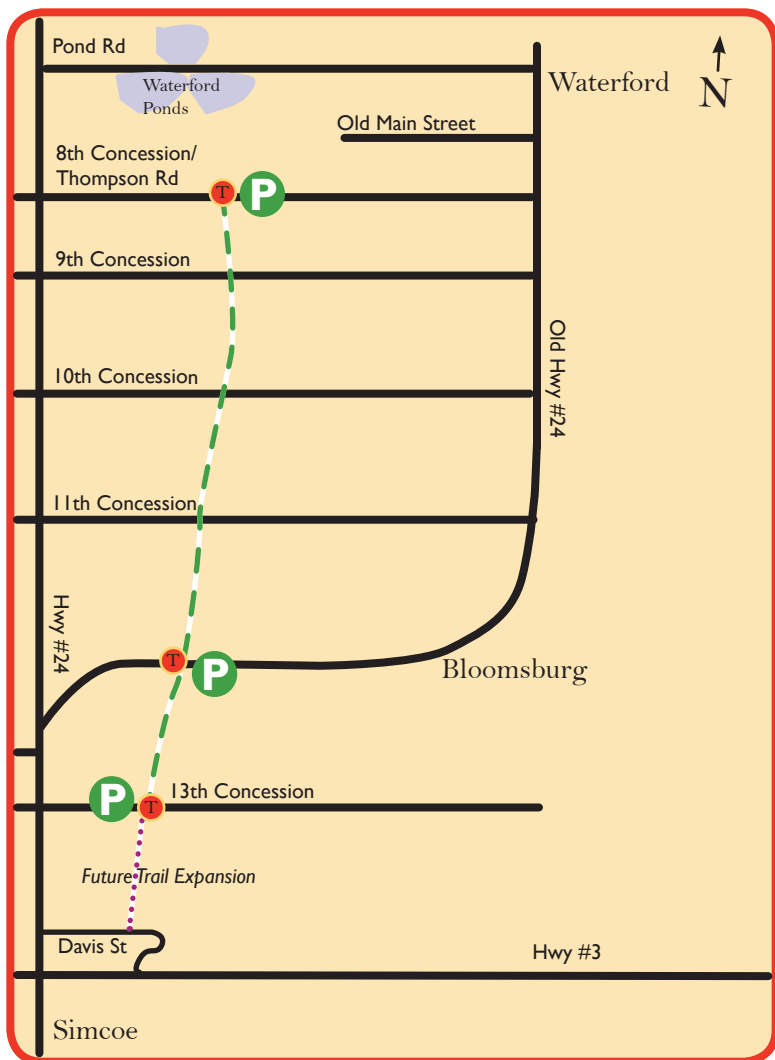 Pond Rd
Waterford
Ponds
Waterford
N
Old Main Street
8th Concession/
Thompson Rd
T
P
9th Concession
Old Hwy #24
10th Concession
11th Concession
Hwy #24
T
P
Bloomsburg
P
T
13th Concession
Future Trail Expansion
Davis St
Hwy #3
Simcoe